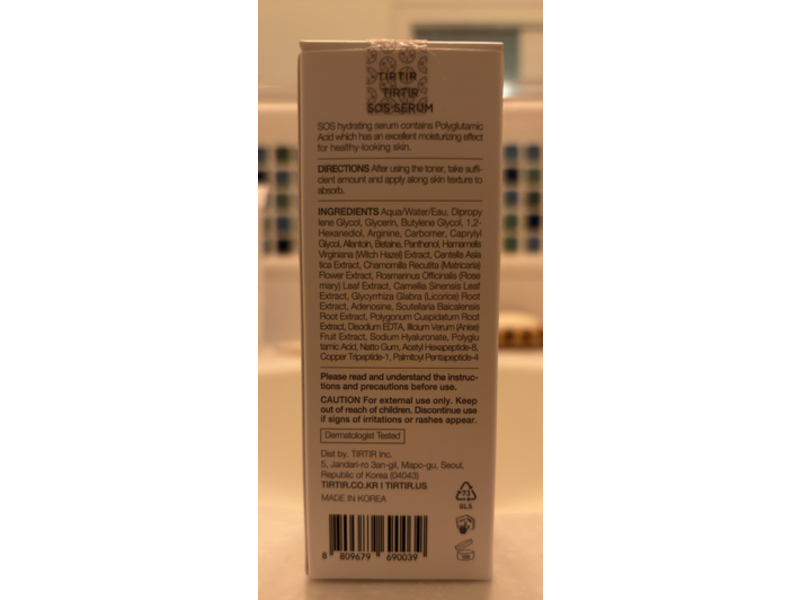 TIRTIR
TIRTIR
SOS SERUM
SOS hydrating serum contains Polyglutamic
Acid which has an excellent moisturizing effect
for healthy-looking skin.
DIRECTIONS After using the toner, take suffi-
cient amount and apply along skin texture to
absorb.
INGREDIENTS Aqua/Water/Eau, Dipropy
lene Glycol, Glycerin, Butylene Glycol, 1,2-
Hexanediol, Arginine, Carbomer, Caprylyl
Glycol, Allantoin, Betaine, Panthenol, Hamamelis
Virginiana (Witch Hazel) Extract, Centella Asia
tica Extract, Chamomilla Recutita (Matricaria)
Flower Extract, Rosmarinus Officinalis (Rose
mary) Leaf Extract, Camellia Sinensis Leaf
Extract, Glycyrrhiza Glabra (Licorice) Root
Extract, Adenosine, Scutellaria Baicalensis
Root Extract, Polygonum Cuspidatum Root
Extract, Disodium EDTA, Illicium Verum (Anise)
Fruit Extract, Sodium Hyaluronate, Polyglu
tamic Acid, Natto Gum, Acetyl Hexapeptide-8,
Copper Tripeptide-1, Palmitoyl Pentapeptide-4
Please read and understand the instruc-
tions and precautions before use.
CAUTION For external use only. Keep
out of reach of children. Discontinue use
if signs of irritations or rashes appear.
Dermatologist Tested
Dist by. TIRTIR Inc.
5, Jandari-ro 3an-gil, Mapo-gu, Seoul,
Republic of Korea (04043)
TIRTIR.CO.KR I TIRTIR.US
MADE IN KOREA
73
GLS
8 809679 690039